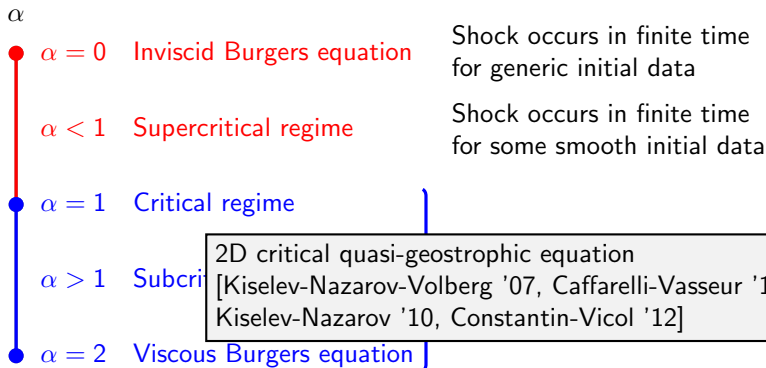 α
α = 0 Inviscid Burgers equation
Shock occurs in finite time
for generic initial data
α < 1 Supercritical regime
Shock occurs in finite time
for some smooth initial data
α = 1 Critical regime
α > 1
2D critical quasi-geostrophic equation
[Kiselev-Nazarov-Volberg '07, Caffarelli-Vasseur '1
Kiselev-Nazarov '10, Constantin-Vicol '12]
α = 2 Viscous Burgers equation